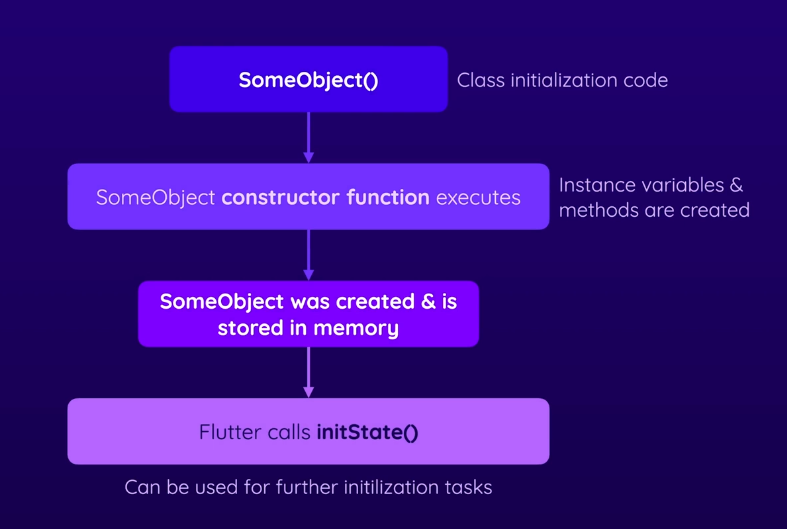 SomeObject()
Class initialization code
SomeObject constructor function executes
Instance variables &
methods are created
SomeObject was created & is
stored in memory
Flutter calls initState()
Can be used for further initilization tasks